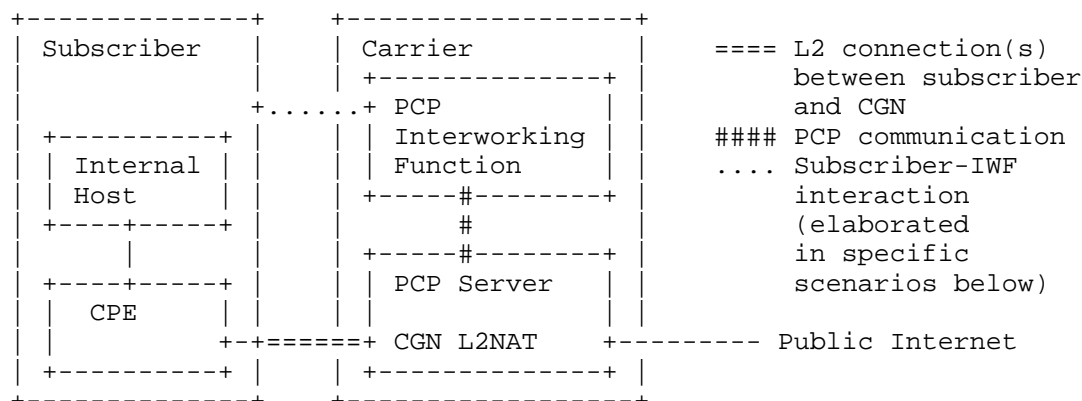 Subscriber Carrier ==== L2 connection(s)
between subscriber
PCP and CGN
Interworking #### PCP communication
Internal Function .... Subscriber-IWF
Host interaction
# (elaborated
in specific
PCP Server scenarios below)
CPE
CGN L2NAT Public Internet